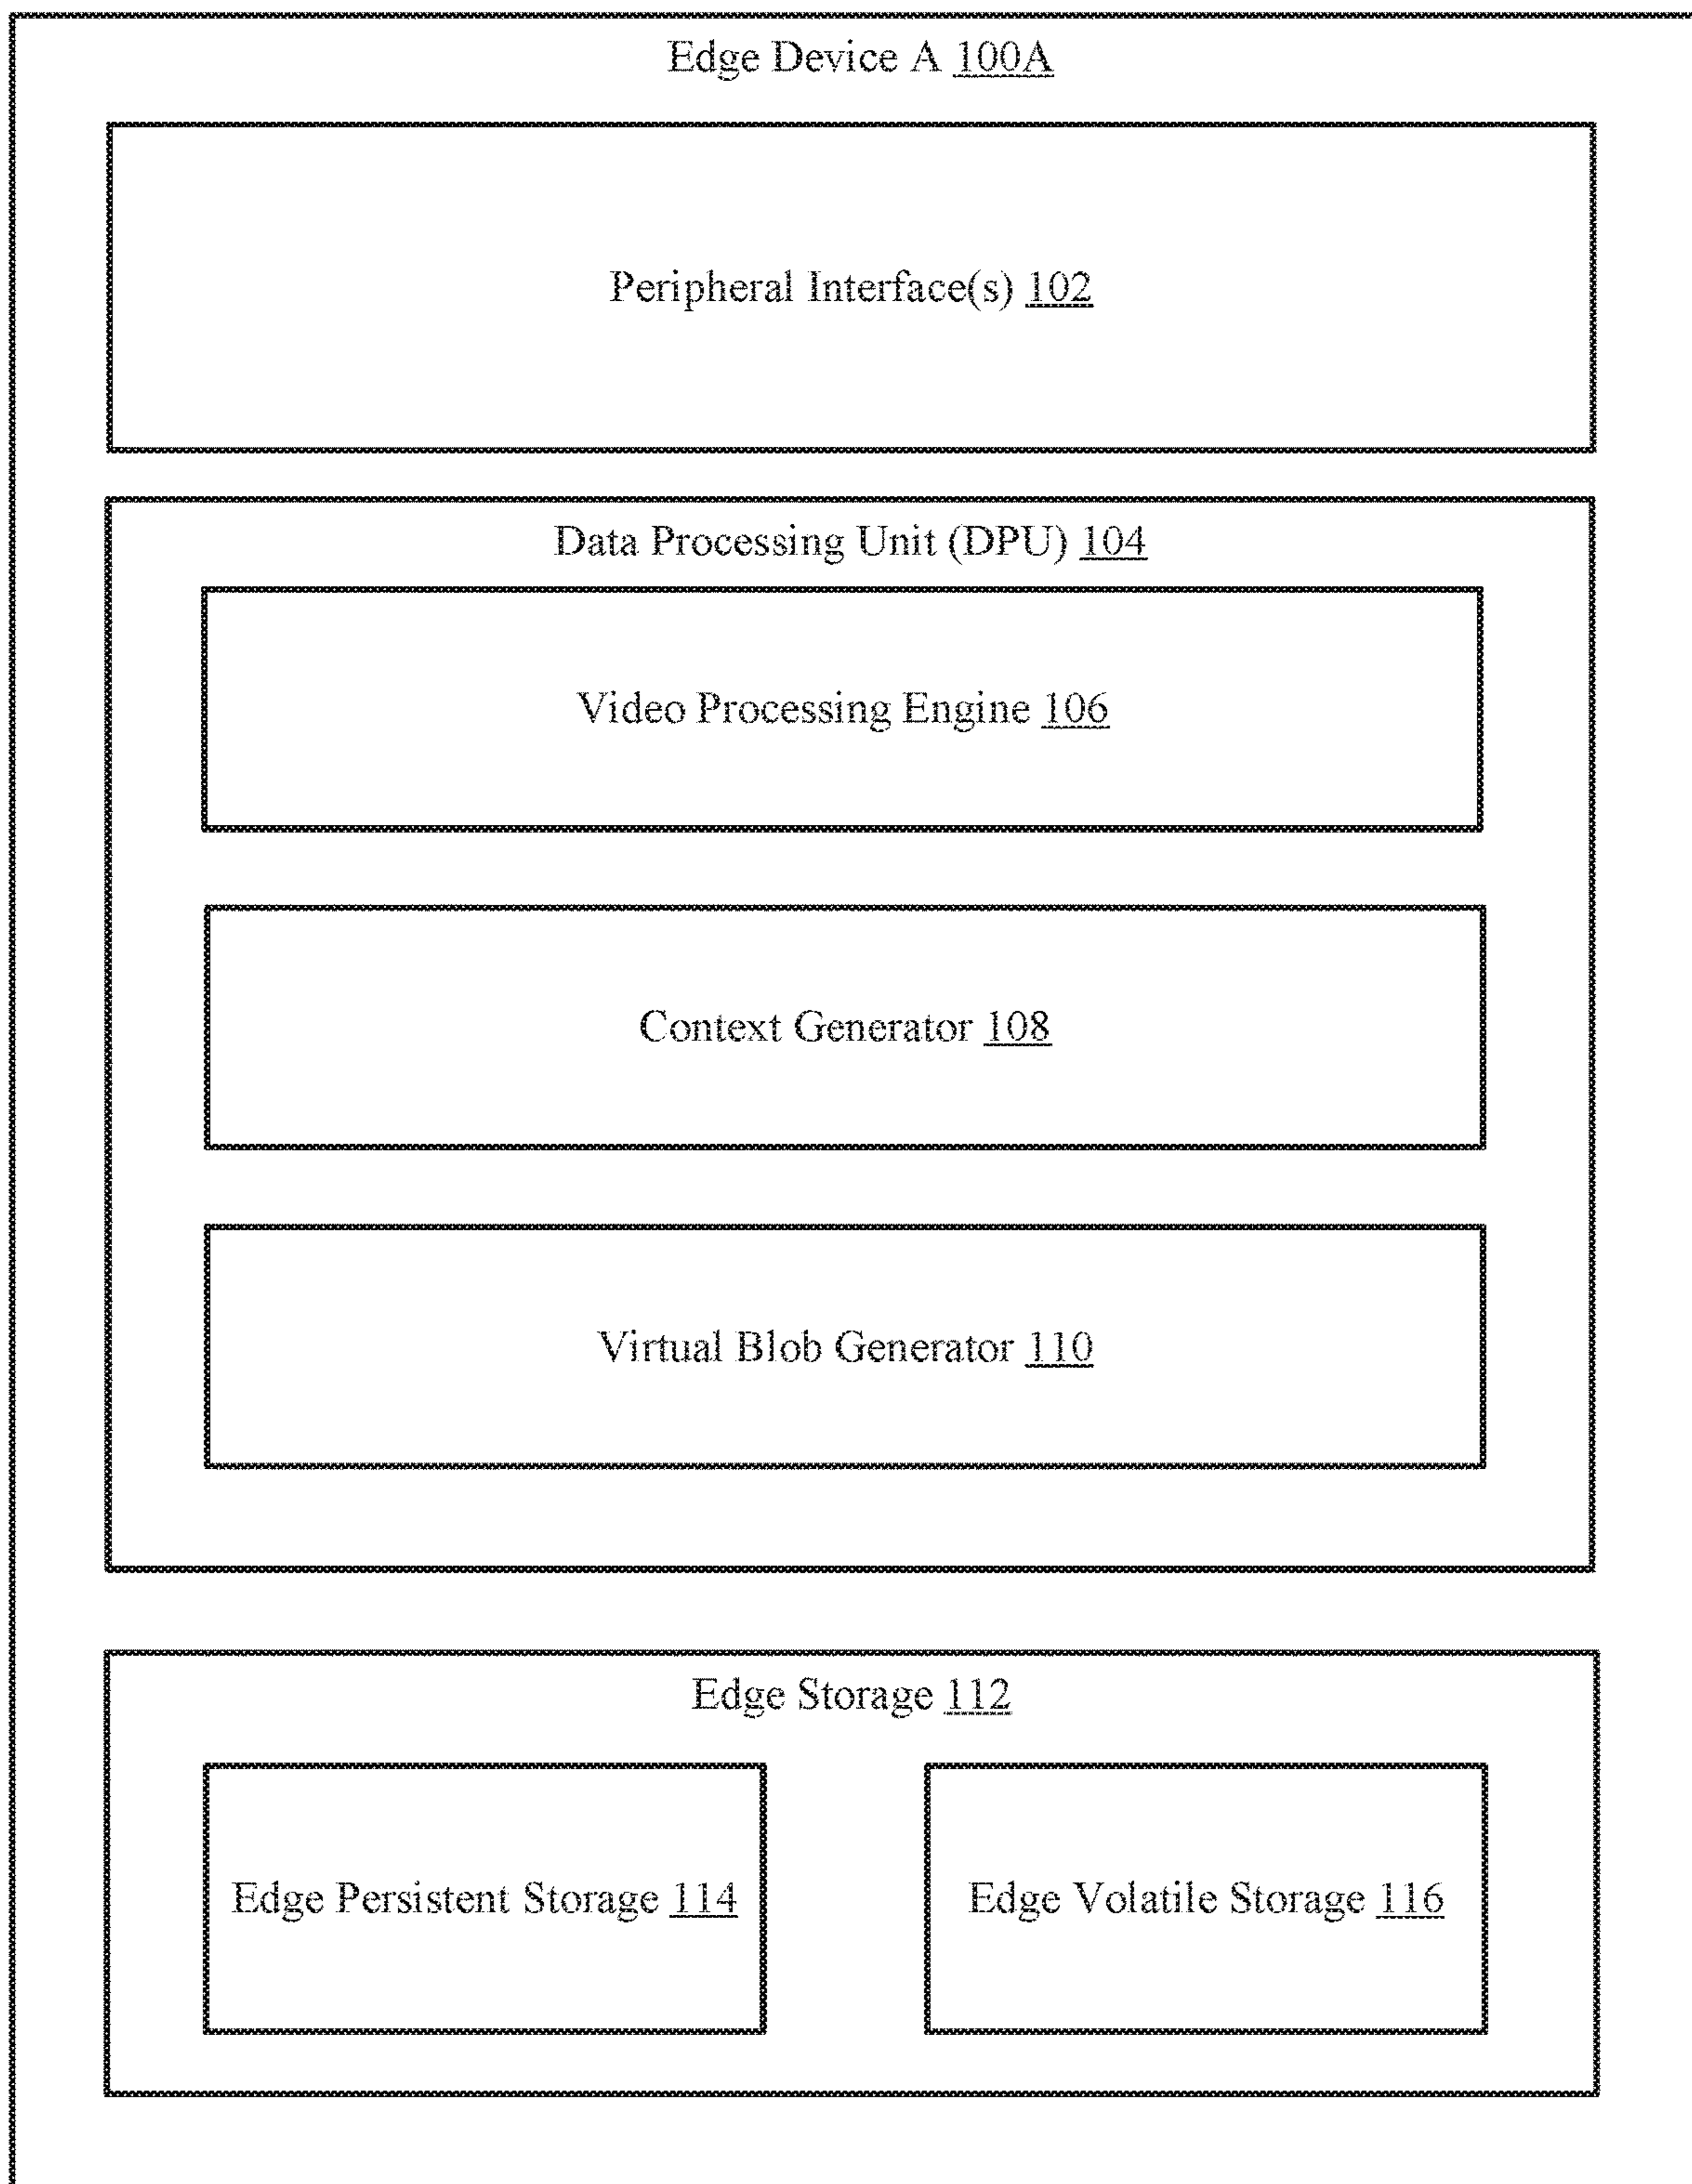 Edge Device A 100A
Peripheral Interface(s) 102
Data Processing Unit (DPU) 104
Video Processing Engine 106
Context Generator 108
Virtual Blob Generator 110
Edge Storage 112
Edge Persistent Storage 114
Edge Volatile Storage 116